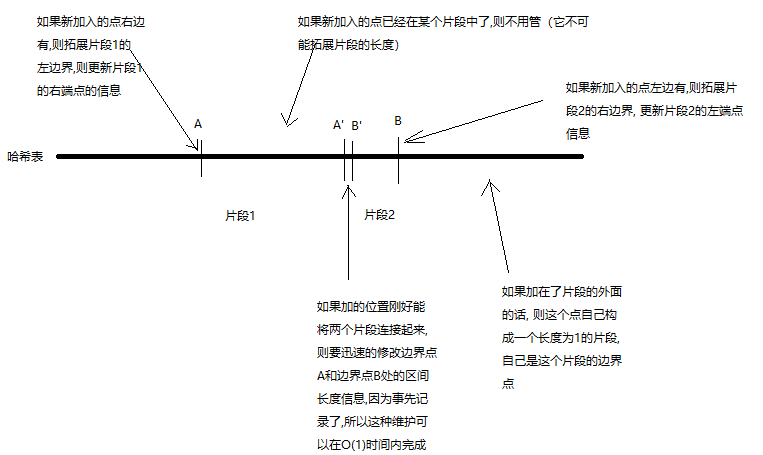 如果新加入的点右边
有,则拓展片段1的
左边界,则更新片段1
的右端点的信息
如果新加入的点已经在某个片段中了,则不用管（它不可
能拓展片段的长度）
如果新加入的点左边有,则拓展片
段2的右边界, 更新片段2的左端点
信息
A
A'
B'
B
哈希表
片段1
片段2
如果加的位置刚好能
将两个片段连接起来,
则要迅速的修改边界点
A和边界点B处的区间
长度信息,因为事先记
录了,所以这种维护可
以在O(1)时间内完成
如果加在了片段的外面
的话, 则这个点自己构
成一个长度为1的片段,
自己是这个片段的边界
点